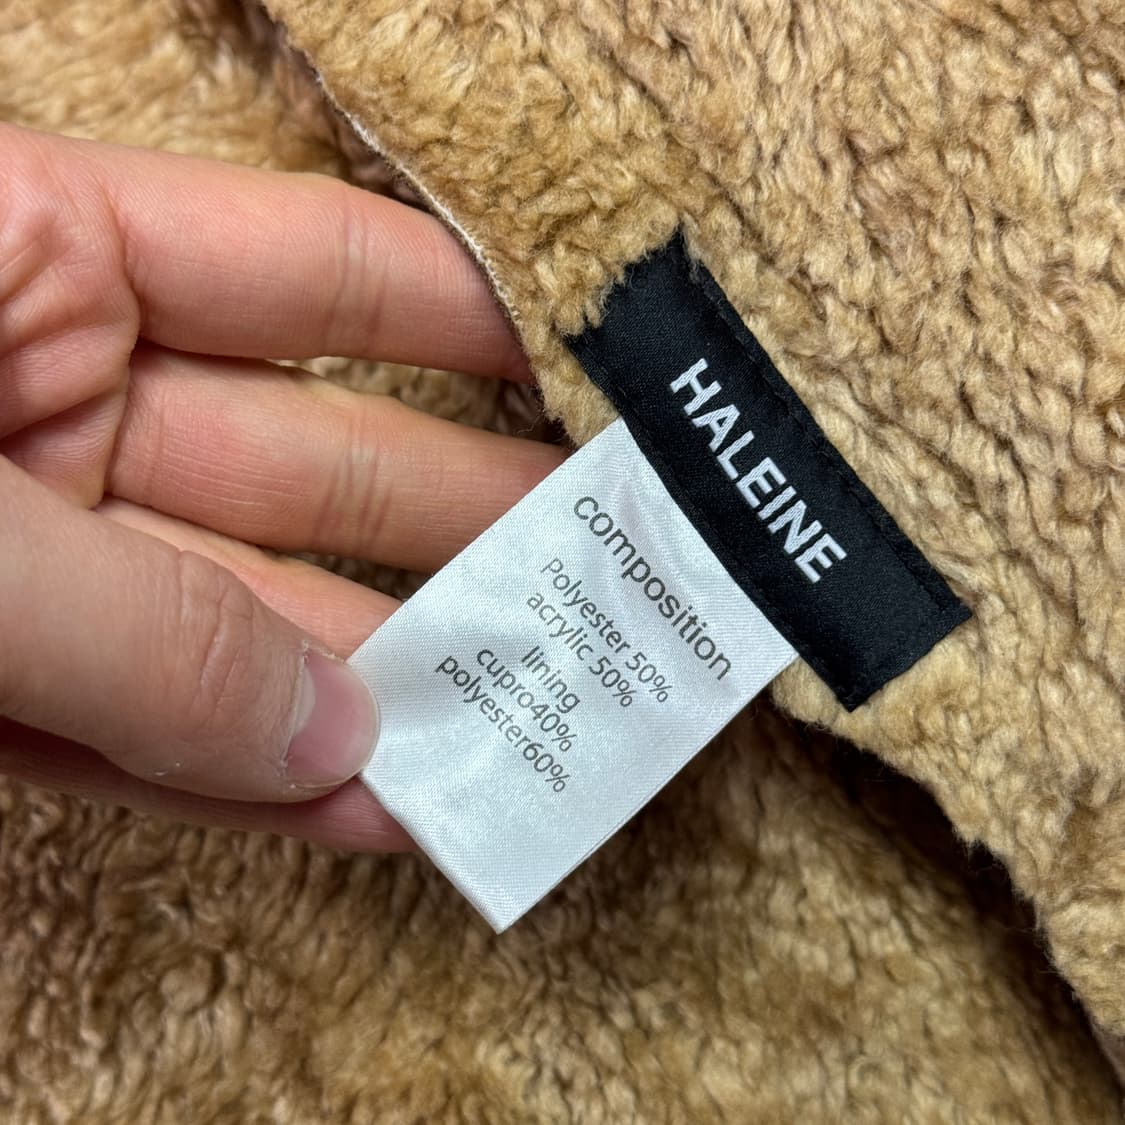 HALEINE
composition
Polyester 50%
acrylic 50%
lining
cupro40%
polyester60%